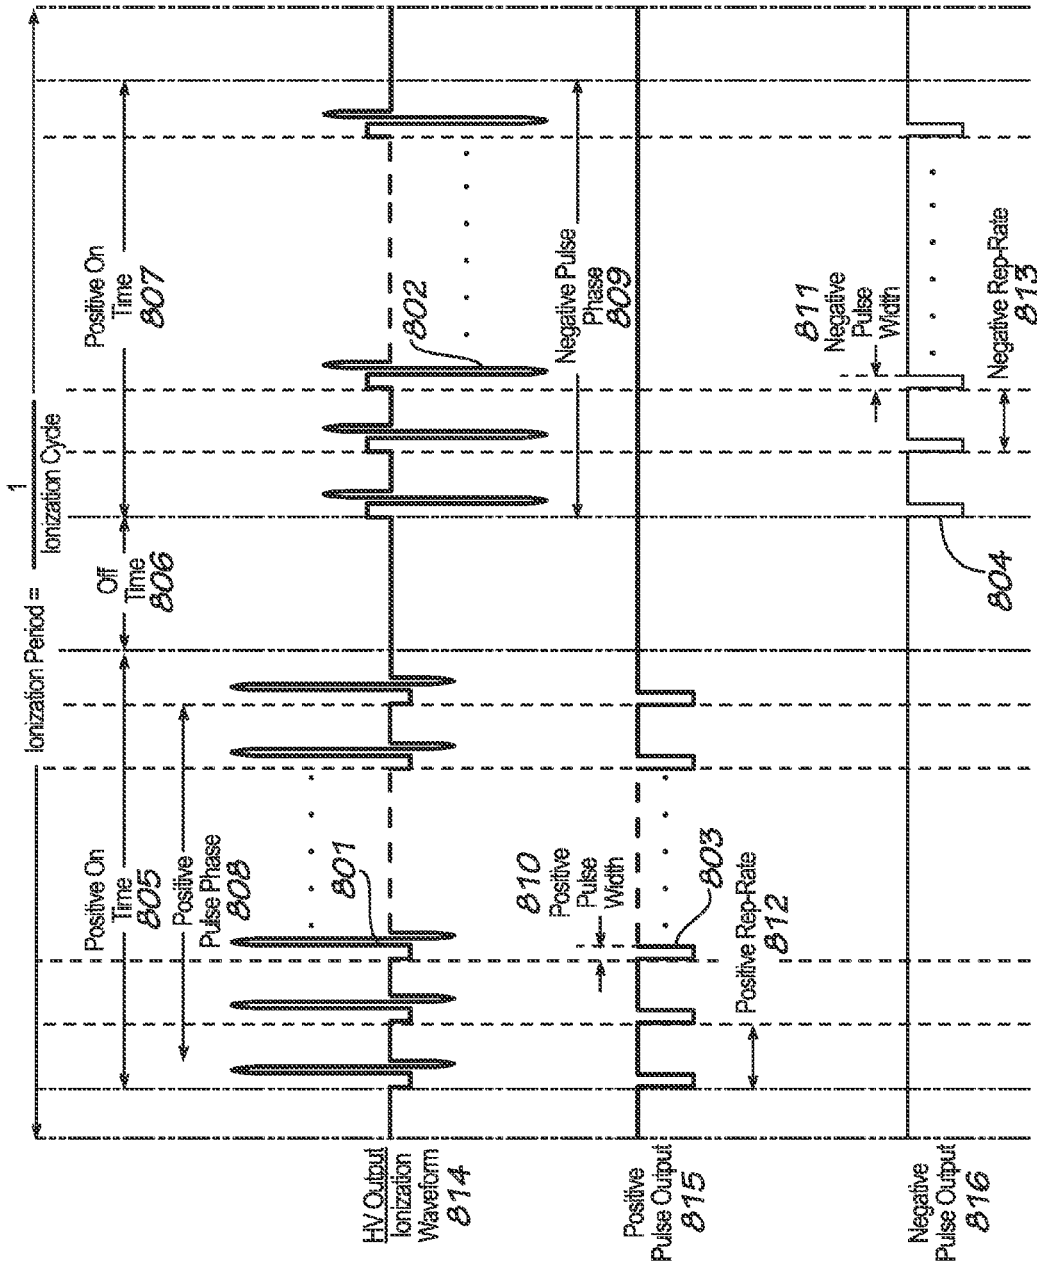 Ionization Period =
1
Ionization Cycle
Positive On
Time
805
Off
Time
806
Positive On
Time
807
Positive
Pulse Phase
808
801
802
HV Output
Ionization
Waveform
814
Negative Pulse
Phase
809
810
Positive
Pulse
Width
803
Positive
Pulse Output
815
Positive Rep-Rate
812
811
Negative
Pulse
Width
804
Negative
Pulse Output
816
Negative Rep-Rate
813